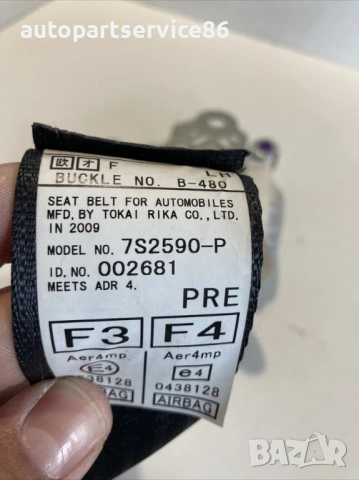 autopartservice86
欧 オ F LH
BUCKLE NO. B-480
SEAT BELT FOR AUTOMOBILES
MFD. BY TOKAI RIKA CO., LTD.
IN 2009
MODEL NO. 7S2590-P
ID. NO. 002681
MEETS ADR 4.
PRE
F3 F4
Aer4mp Aer4mp
E4 e4
0438128 0438128
AIRBAG AIRBAG
BAZAR
bg